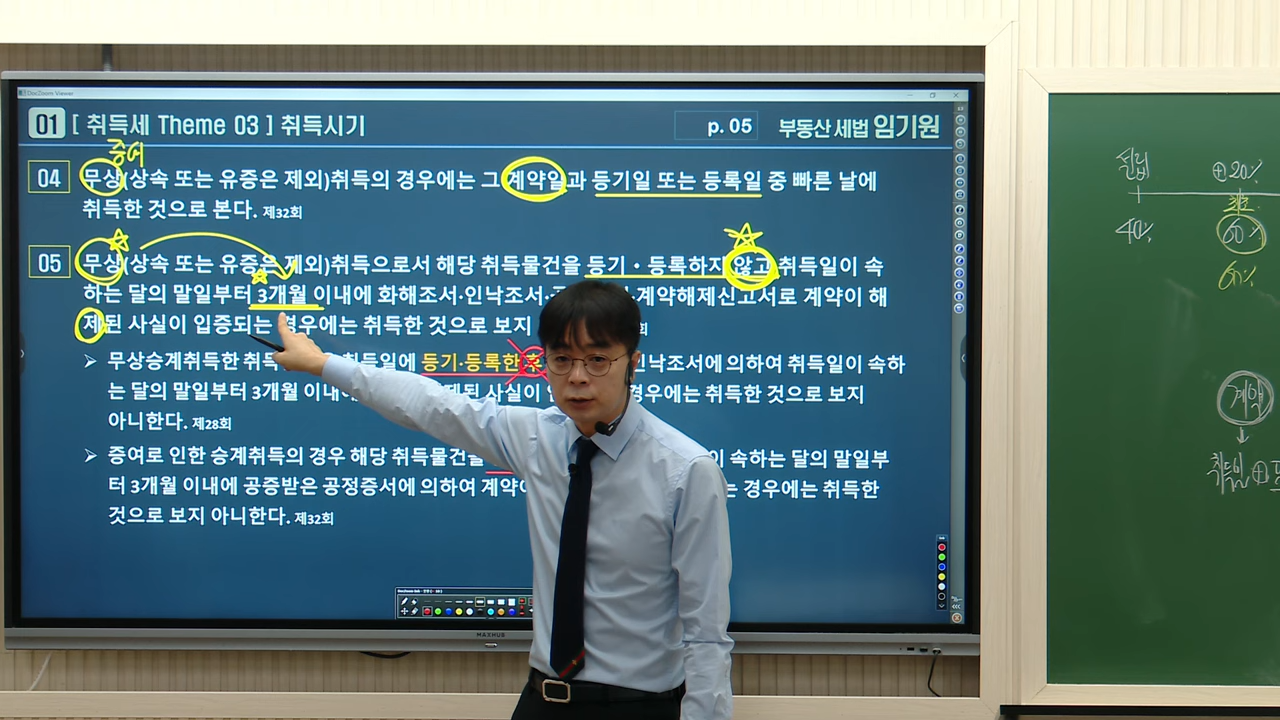 DocZoom Viewer
01 [ 취득세 Theme 03 ] 취득시기
p. 05
부동산 세법 임기원
증여
04 무상(상속 또는 유증은 제외)취득의 경우에는 그 계약일과 등기일 또는 등록일 중 빠른 날에
취득한 것으로 본다. 제32회
05 무상(상속 또는 유증은 제외)취득으로서 해당 취득물건을 등기·등록하지 않고 취득일이 속
하는 달의 말일부터 3개월 이내에 화해조서·인낙조서· 계약해제신고서로 계약이 해
제된 사실이 입증되는 경우에는 취득한 것으로 보지
➢ 무상승계취득한 취득 취득일에 등기·등록한 인낙조서에 의하여 취득일이 속하
는 달의 말일부터 3개월 이내에 사실이 경우에는 취득한 것으로 보지
아니한다. 제28회
➢ 증여로 인한 승계취득의 경우 해당 취득물건을 이 속하는 달의 말일부
터 3개월 이내에 공증받은 공정증서에 의하여 계약 는 경우에는 취득한
것으로 보지 아니한다. 제32회
MAXHUB
⊕20%
40%
60%
계약
↓
취득일 ⊕